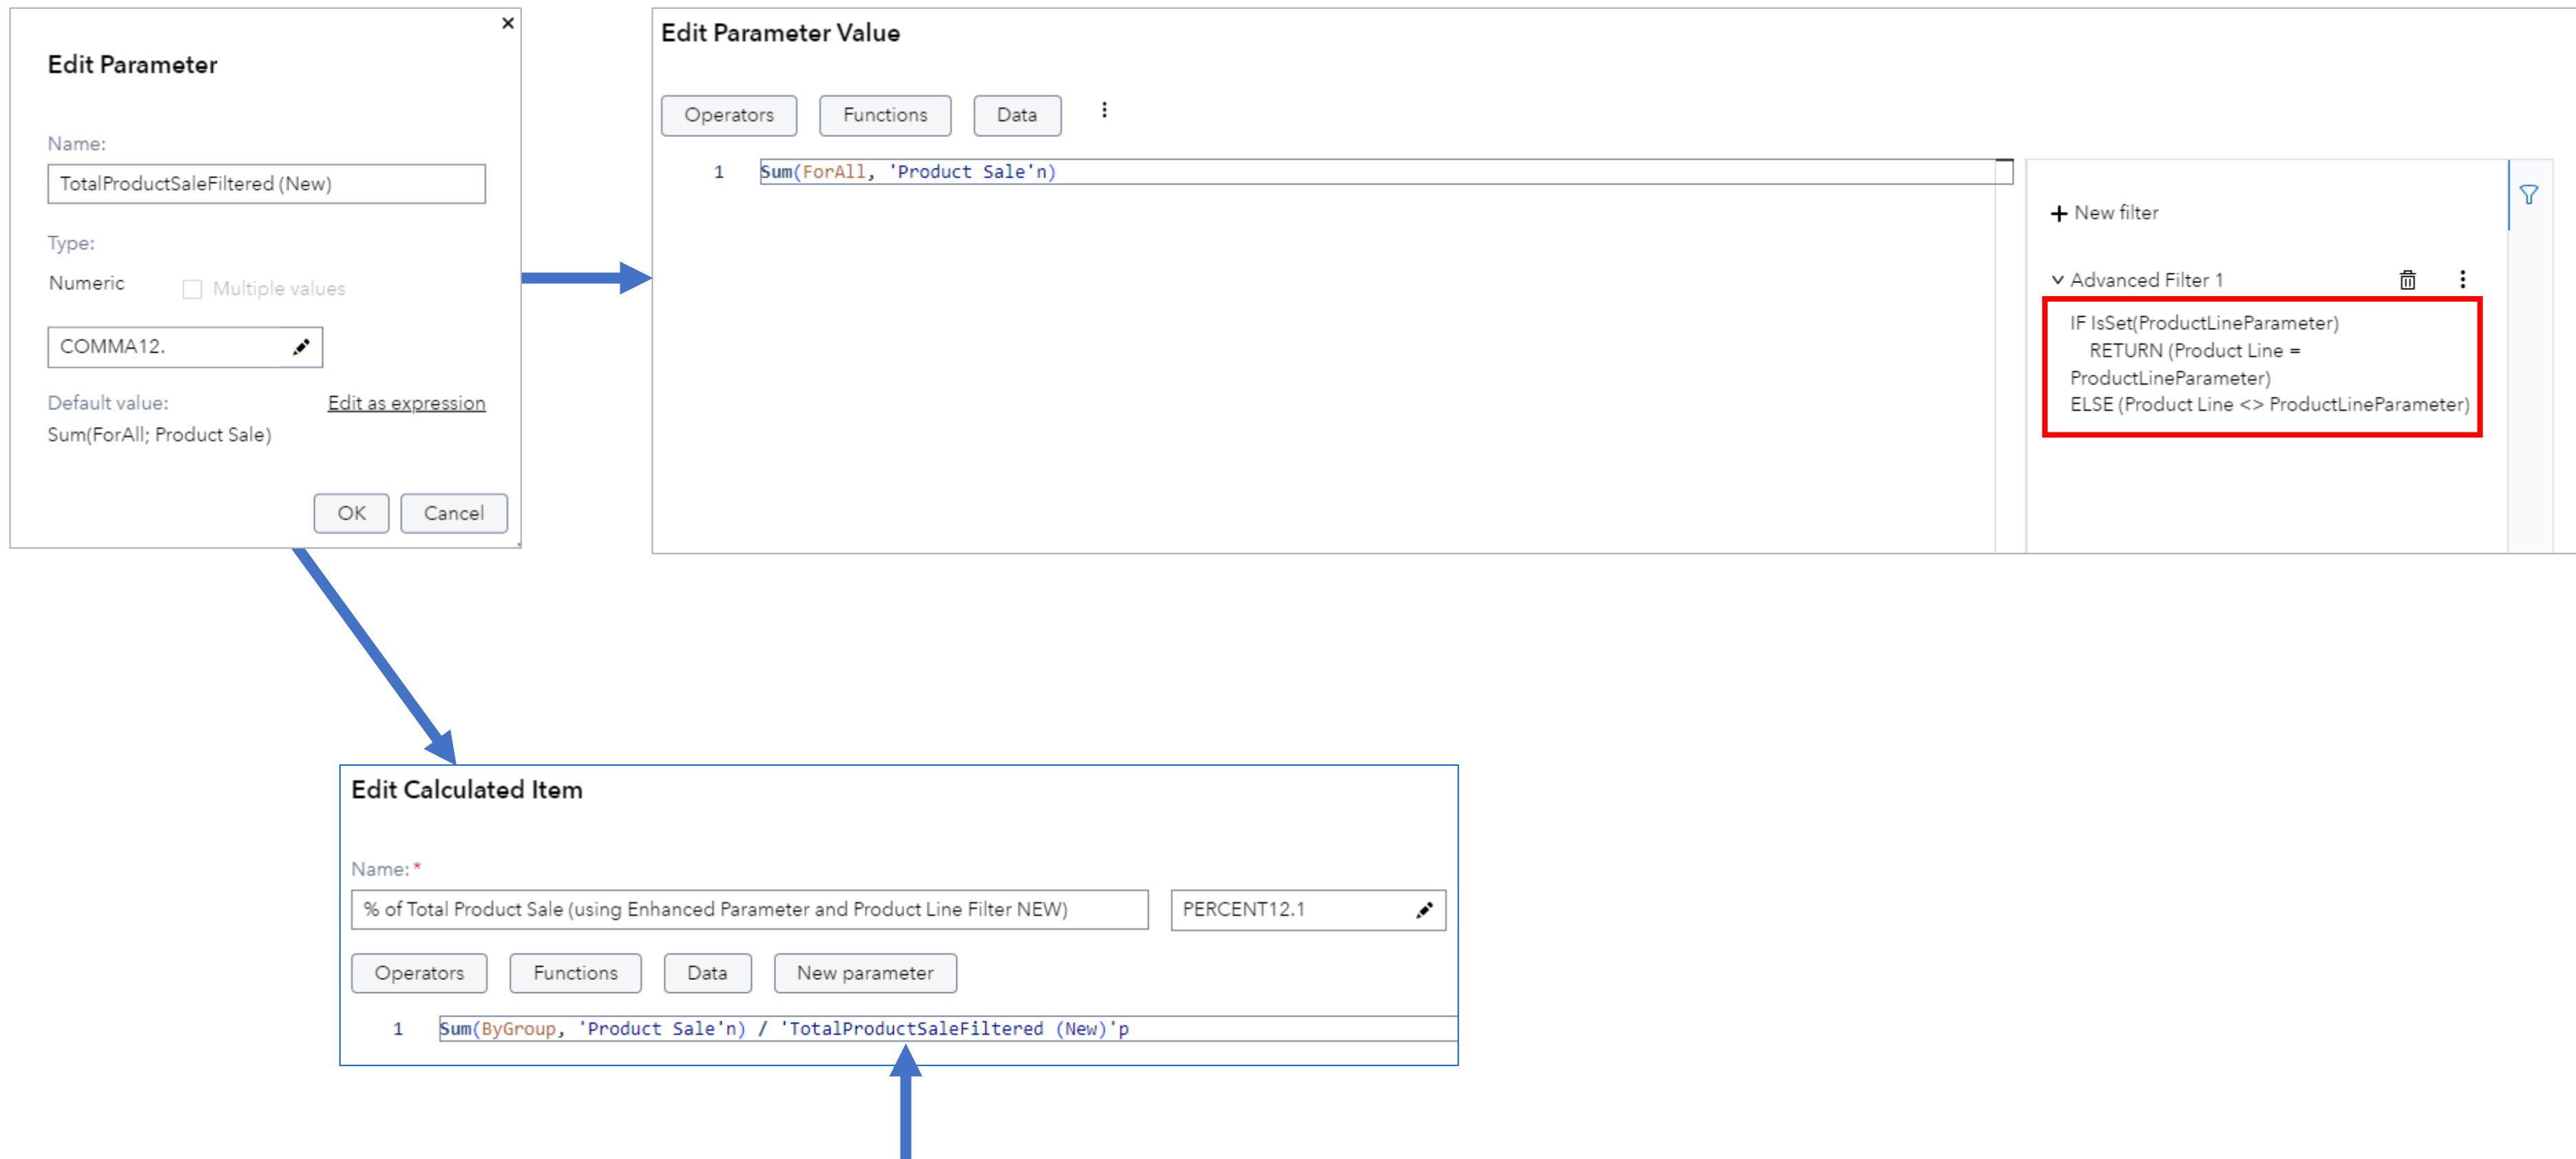 Edit Parameter
Name:
TotalProductSaleFiltered (New)
Type:
Numeric
Multiple values
COMMA12.
Default value:
Edit as expression
Sum(ForAll; Product Sale)
OK
Cancel
Edit Parameter Value
Operators
Functions
Data
1 Sum(ForAll, 'Product Sale'n)
+ New filter
Advanced Filter 1
IF IsSet(ProductLineParameter)
RETURN (Product Line =
ProductLineParameter)
ELSE (Product Line <> ProductLineParameter)
Edit Calculated Item
Name: *
% of Total Product Sale (using Enhanced Parameter and Product Line Filter NEW)
PERCENT12.1
Operators
Functions
Data
New parameter
1 Sum(ByGroup, 'Product Sale'n) / 'TotalProductSaleFiltered (New)'p